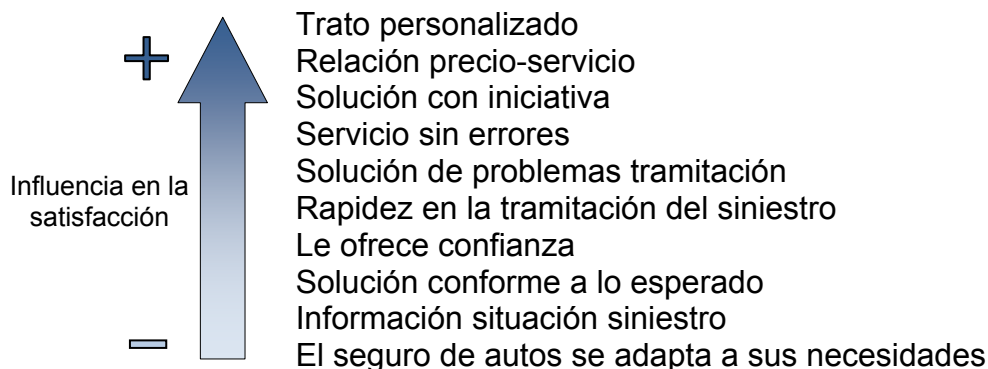 Trato personalizado
Relación precio-servicio
Solución con iniciativa
Servicio sin errores
Solución de problemas tramitación
Rapidez en la tramitación del siniestro
Le ofrece confianza
Solución conforme a lo esperado
Información situación siniestro
El seguro de autos se adapta a sus necesidades
+
Influencia en la
satisfacción
–